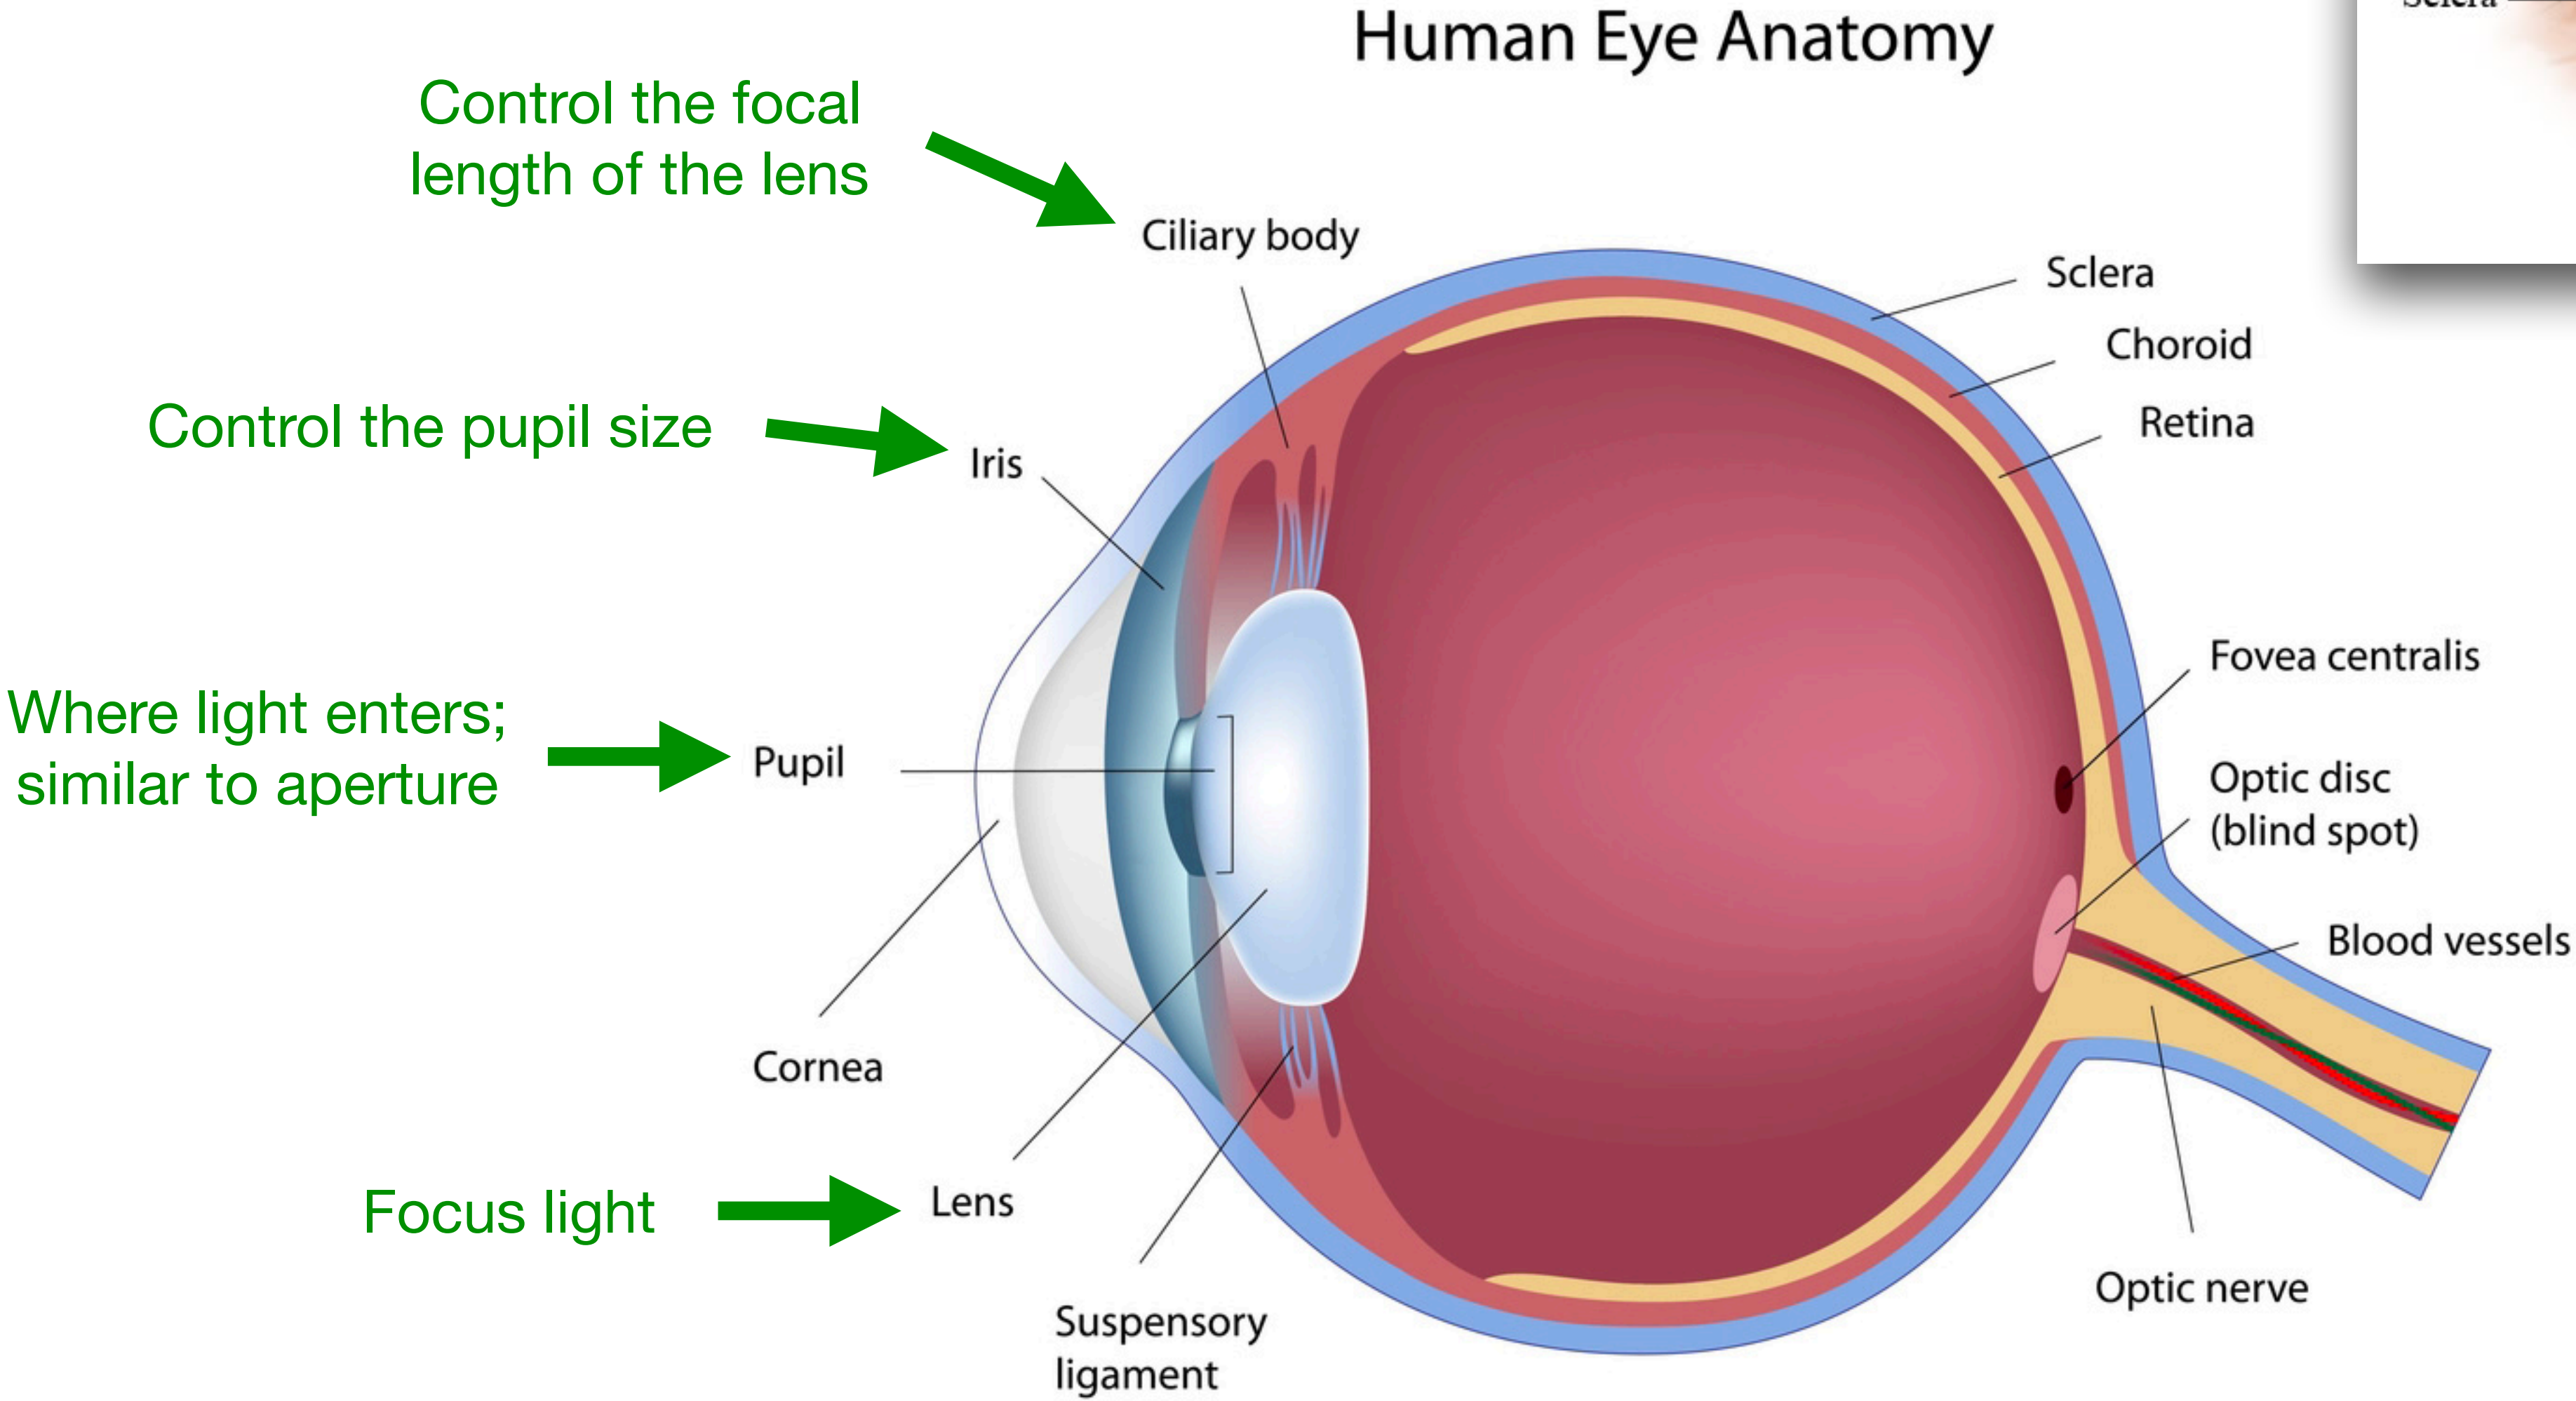 Human Eye Anatomy
Control the focal
length of the lens
Ciliary body
Sclera
Choroid
Retina
Control the pupil size
Iris
Fovea centralis
Where light enters;
similar to aperture
Pupil
Optic disc
(blind spot)
Blood vessels
Cornea
Focus light
Lens
Optic nerve
Suspensory
ligament